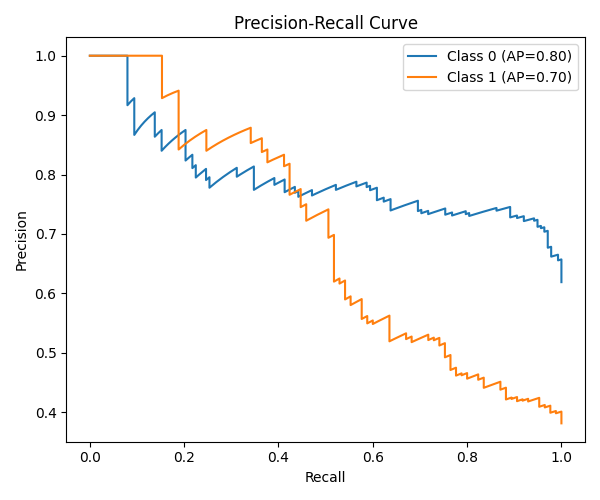 Precision-Recall Curve
Class 0 (AP=0.80)
Class 1 (AP=0.70)
1.0
0.9
0.8
0.7
0.6
0.5
0.4
Precision
0.0 0.2 0.4 0.6 0.8 1.0
Recall